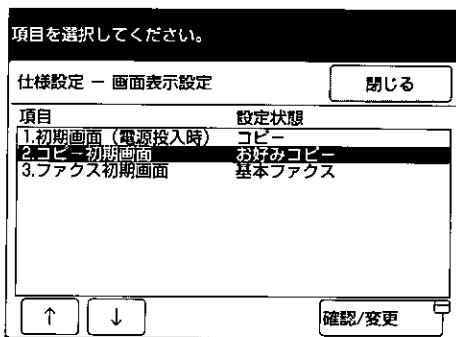 項目を選択してください。
仕様設定 － 画面表示設定 閉じる
項目 設定状態
1.初期画面（電源投入時） コピー
2.コピー初期画面 お好みコピー
3.ファクス初期画面 基本ファクス
↑ ↓ 確認/変更